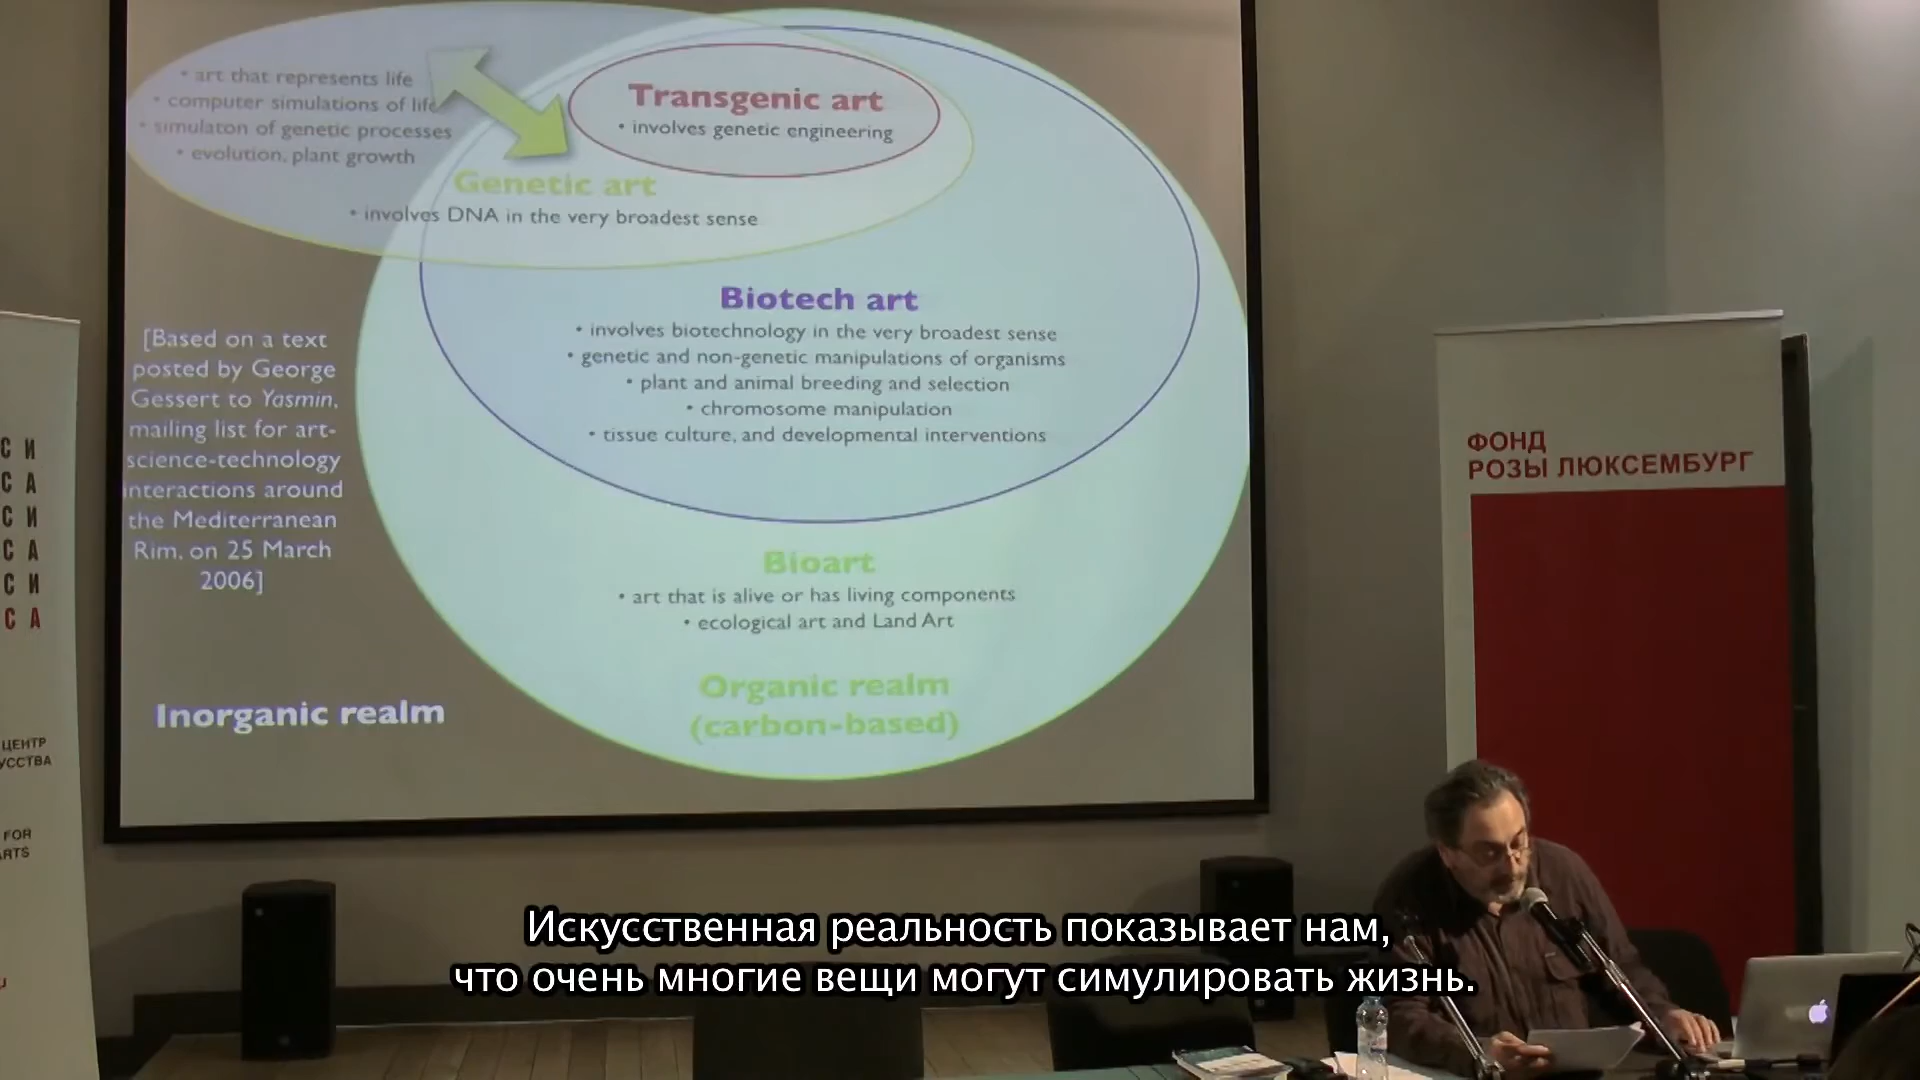 • art that represents life
• computer simulations of life
• simulaton of genetic processes
• evolution, plant growth
Transgenic art
• involves genetic engineering
Genetic art
• involves DNA in the very broadest sense
Biotech art
• involves biotechnology in the very broadest sense
• genetic and non-genetic manipulations of organisms
• plant and animal breeding and selection
• chromosome manipulation
• tissue culture, and developmental interventions
[Based on a text
posted by George
Gessert to Yasmin,
mailing list for art-
science-technology
interactions around
the Mediterranean
Rim, on 25 March
2006]
Bioart
• art that is alive or has living components
• ecological art and Land Art
Organic realm
(carbon-based)
Inorganic realm
С И
С А
С И
С А
С И
С А
ЦЕНТР
УССТВА
FOR
ARTS
ФОНД
РОЗЫ ЛЮКСЕМБУРГ
Искусственная реальность показывает нам,
что очень многие вещи могут симулировать жизнь.